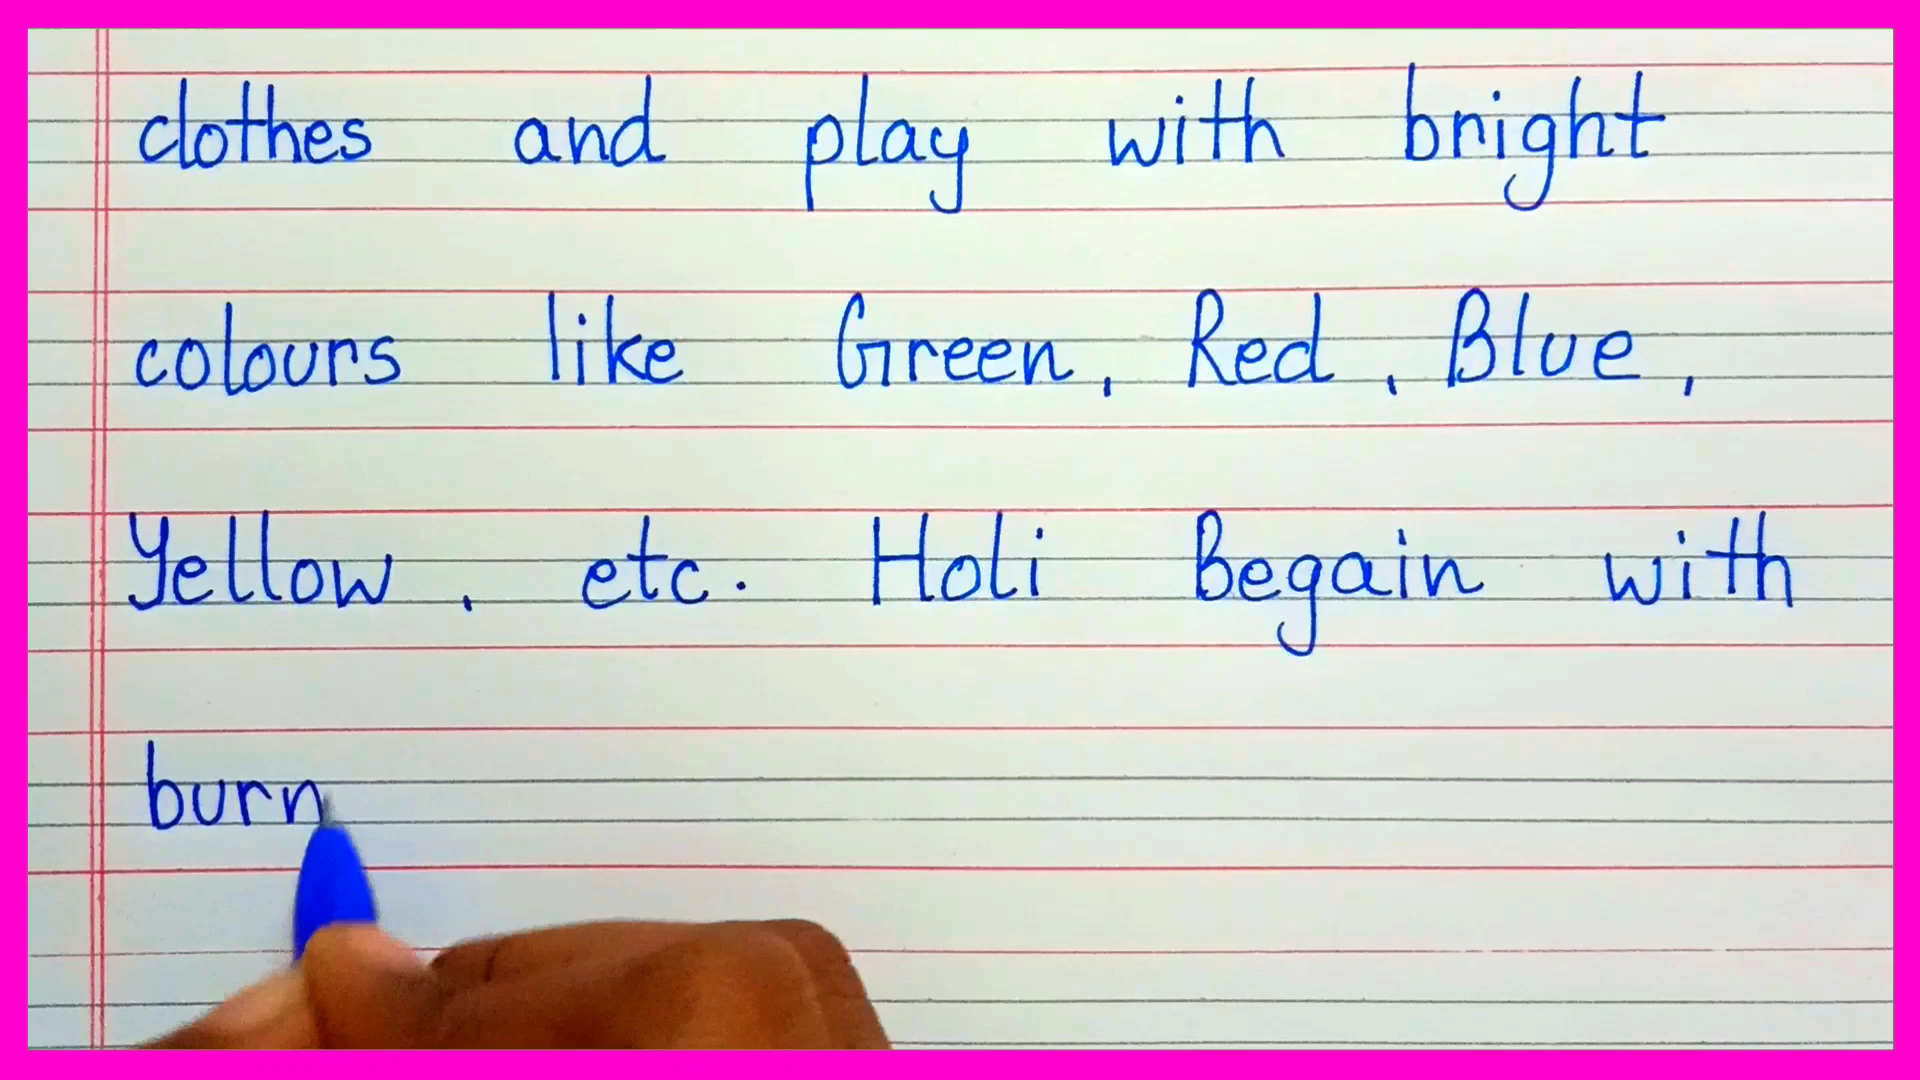 clothes and play with bright
colours like Green, Red, Blue,
Yellow, etc. Holi Begain with
burn